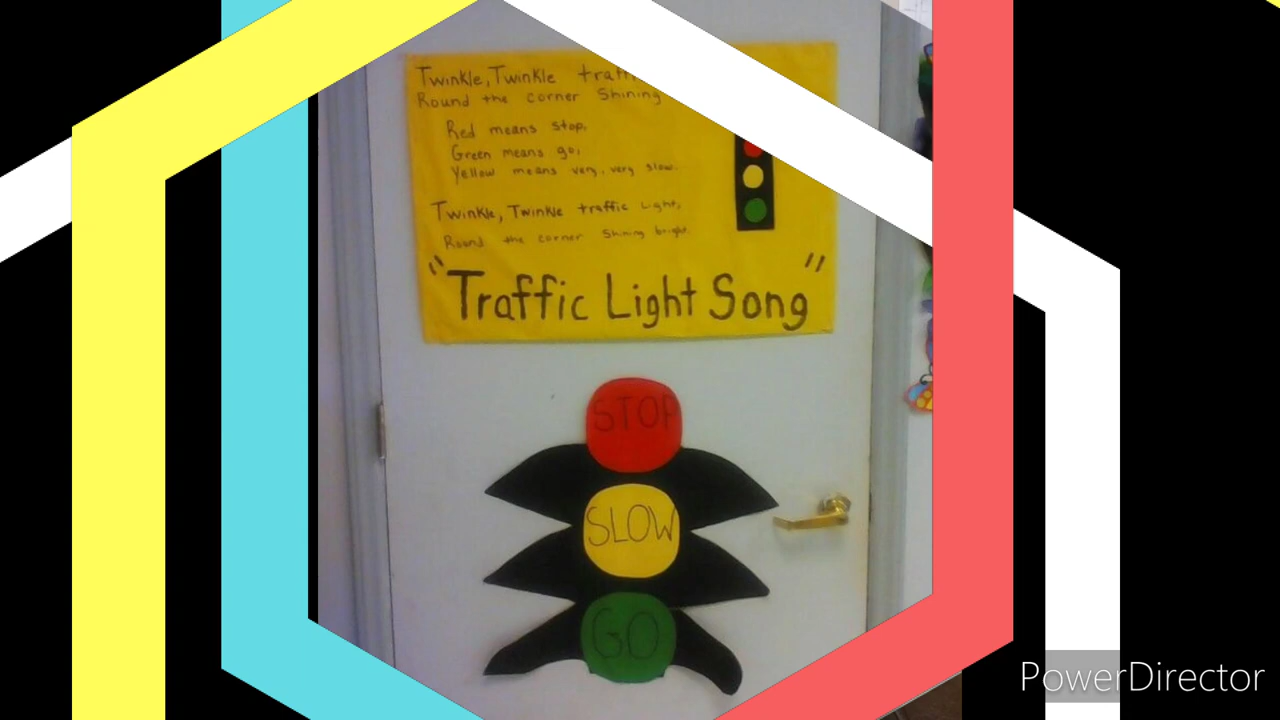 Twinkle, Twinkle
Round the corner Shining
Red means stop,
Green means go,
Yellow means very, very slow.
Twinkle, Twinkle traffic Light,
Round the corner Shining bright.
"Traffic Light Song"
STOP
SLOW
GO
PowerDirector